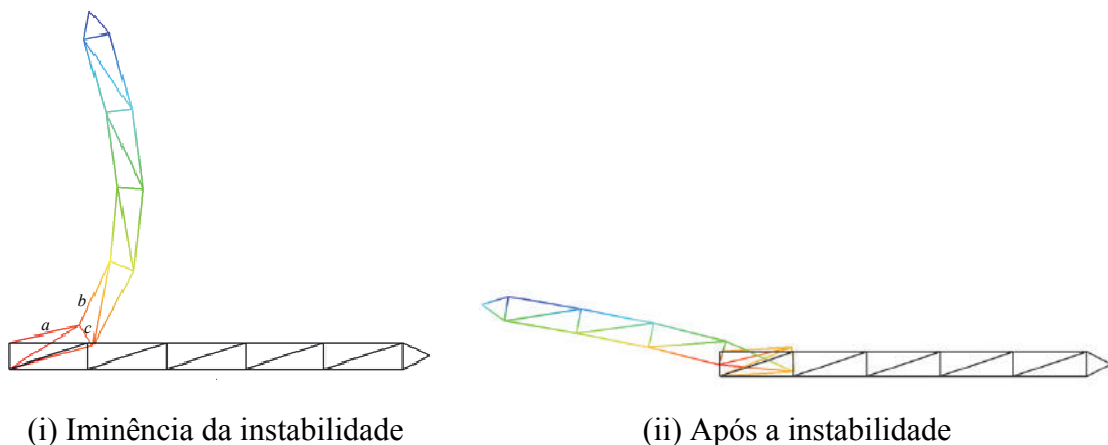 b
a
c
(i) Iminência da instabilidade
(ii) Após a instabilidade